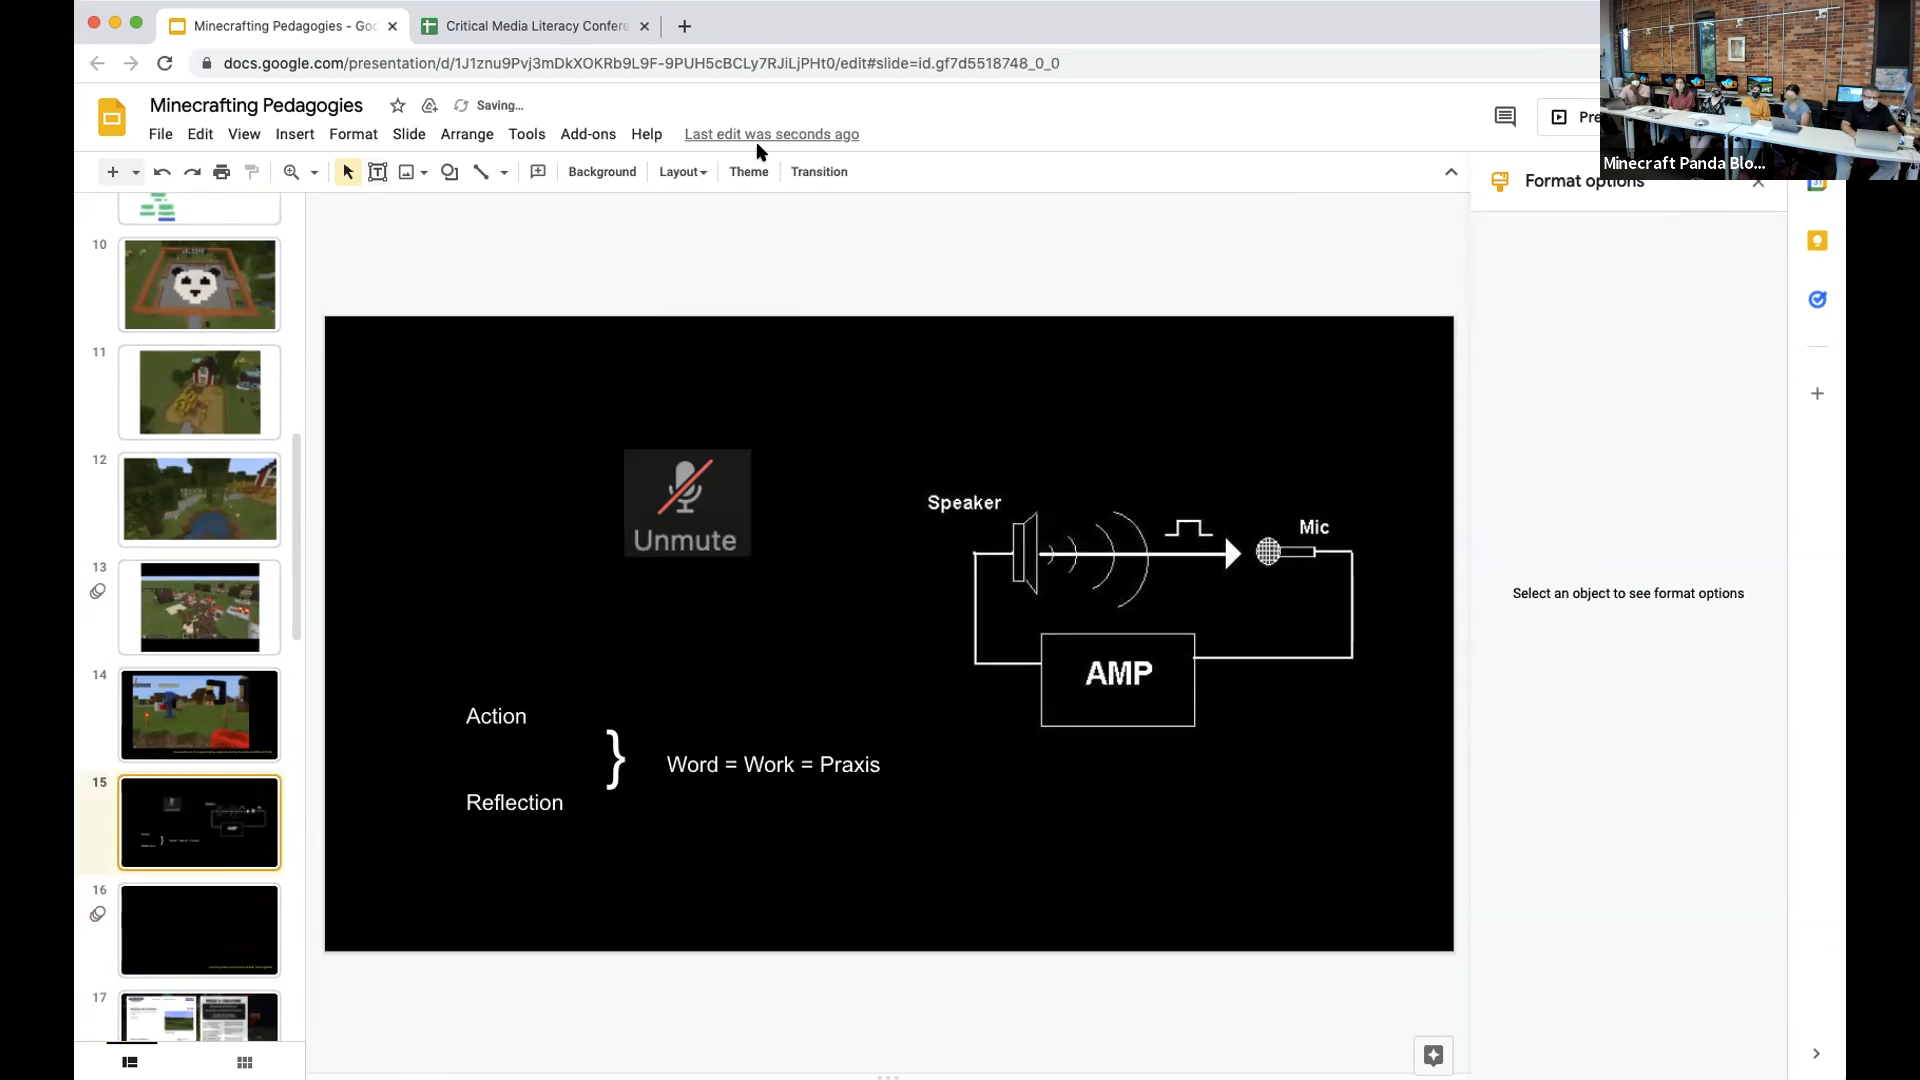 Minecrafting Pedagogies - Goo
Critical Media Literacy Confere
docs.google.com/presentation/d/1J1znu9Pvj3mDkXOKRb9L9F-9PUH5cBCLy7RJiLjPHt0/edit#slide=id.gf7d5518748_0_0
Minecrafting Pedagogies
Saving...
File Edit View Insert Format Slide Arrange Tools Add-ons Help Last edit was seconds ago
Pre
Minecraft Panda Blo...
Background Layout Theme Transition
Format options
10
11
12
13
14
15
16
17
Unmute
Speaker
Mic
AMP
Action
}
Word = Work = Praxis
Reflection
Select an object to see format options